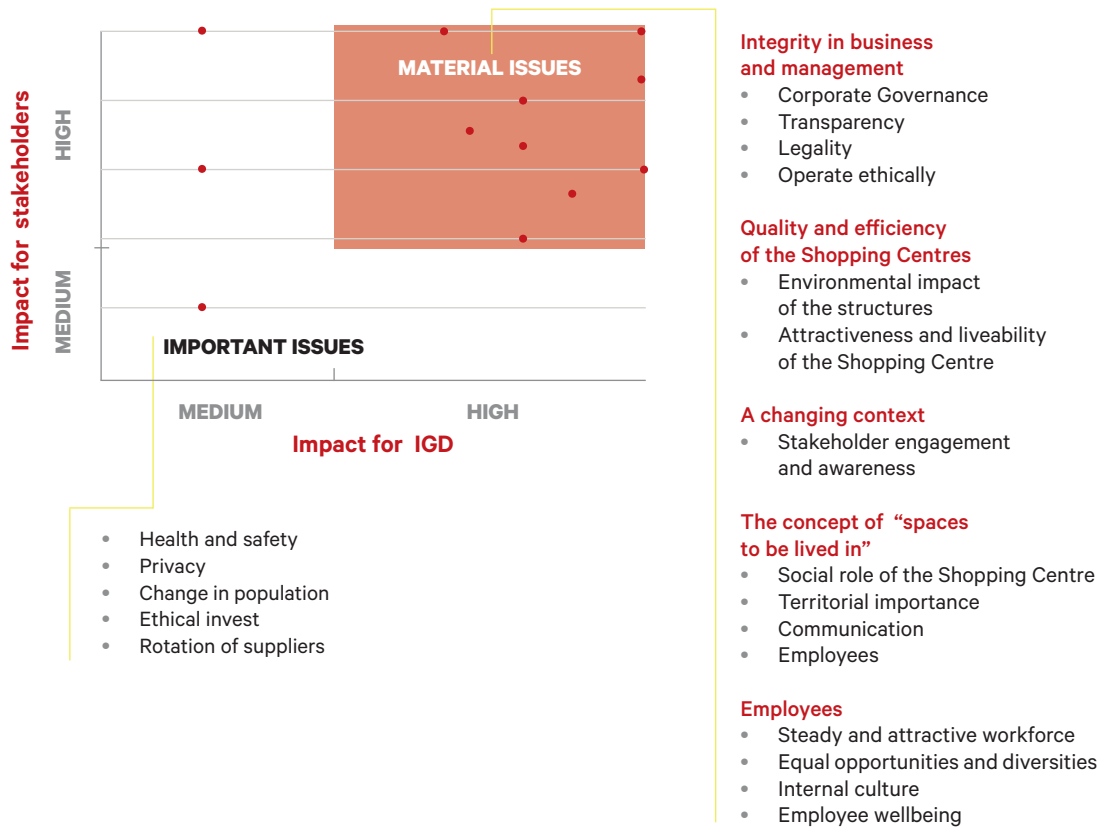 MATERIAL ISSUES
Impact for stakeholders
HIGH
MEDIUM
IMPORTANT ISSUES
MEDIUM
HIGH
Impact for IGD
• Health and safety
• Privacy
• Change in population
• Ethical invest
• Rotation of suppliers
Integrity in business
and management
• Corporate Governance
• Transparency
• Legality
• Operate ethically
Quality and efficiency
of the Shopping Centres
• Environmental impact
of the structures
• Attractiveness and liveability
of the Shopping Centre
A changing context
• Stakeholder engagement
and awareness
The concept of “spaces
to be lived in”
• Social role of the Shopping Centre
• Territorial importance
• Communication
• Employees
Employees
• Steady and attractive workforce
• Equal opportunities and diversities
• Internal culture
• Employee wellbeing